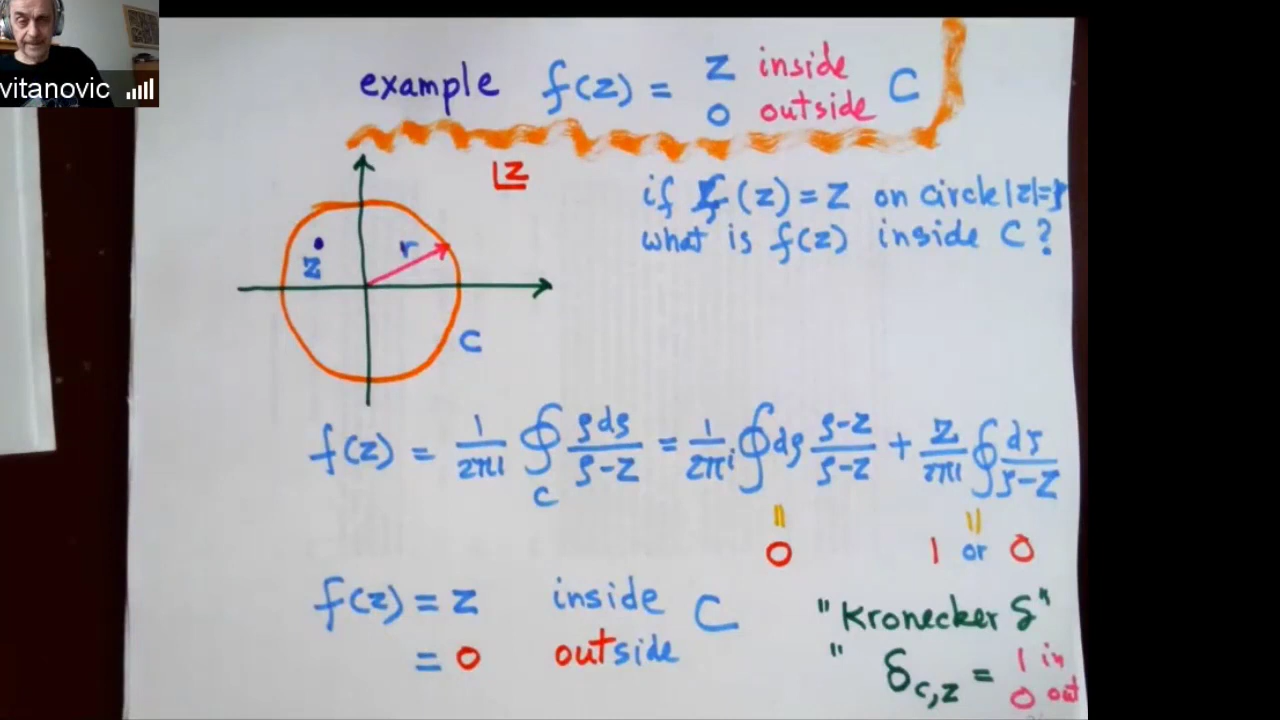 vitanovic
example f(z) = z inside C
0 outside
z
if f(z) = z on circle |z|=r
what is f(z) inside C?
r
z
C
f(z) = 1/2πi ∮_C ζdζ/ζ-z = 1/2πi ∮dζ ζ-z/ζ-z + z/2πi ∮ dζ/ζ-z
" "
0 1 or 0
f(z) = z inside C
= 0 outside
"Kronecker δ"
" δ_c,z = 1 in
0 out